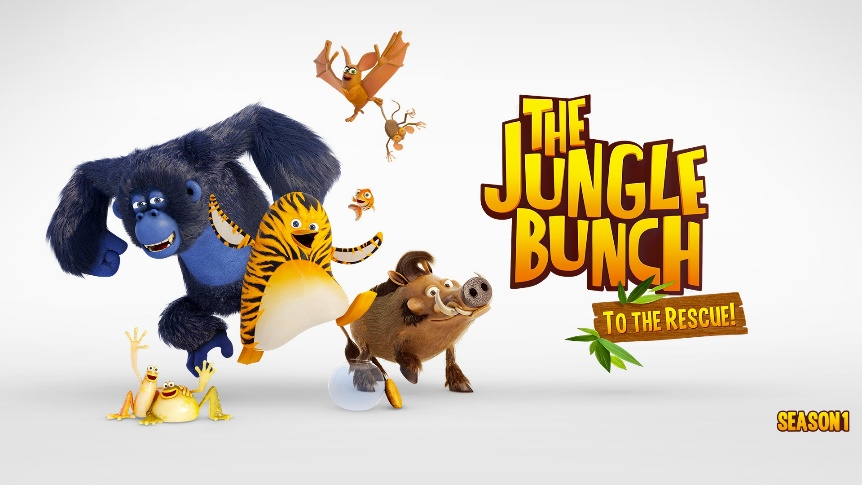 THE
JUNGLE
BUNCH
TO THE RESCUE!
SEASON 1